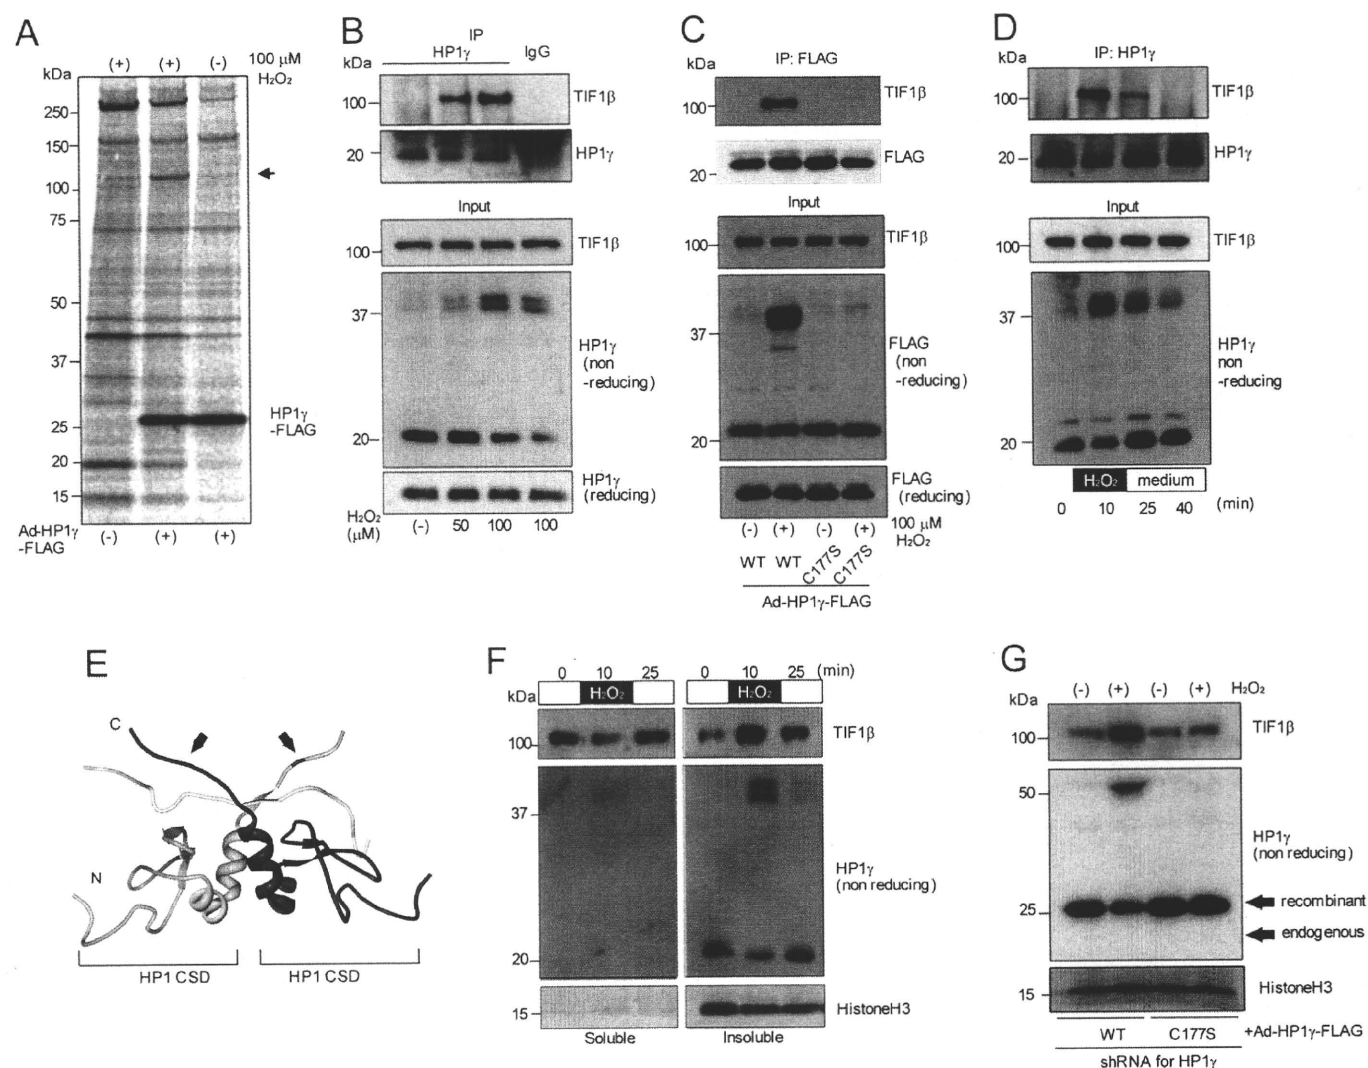 A
(+) (+) (-) 100 μM
H₂O₂
kDa
250
150
100
75
50
37
25
20
15
HP1γ
-FLAG
Ad-HP1γ
-FLAG
(-) (+) (+)
B
IP
HP1γ IgG
kDa
100
TIF1β
20
HP1γ
Input
100
TIF1β
37
20
HP1γ
(non
-reducing)
HP1γ
(reducing)
H₂O₂
(μM)
(-) 50 100 100
C
IP: FLAG
kDa
100
TIF1β
20
FLAG
Input
100
TIF1β
37
20
FLAG
(non
-reducing)
FLAG
(reducing)
(-) (+) (-) (+) 100 μM
H₂O₂
WT WT C177S C177S
Ad-HP1γ-FLAG
D
IP: HP1γ
kDa
100
TIF1β
20
HP1γ
Input
100
TIF1β
37
20
HP1γ
non
-reducing
H₂O₂ medium
0 10 25 40 (min)
E
C
N
HP1 CSD HP1 CSD
F
0 10 25 0 10 25 (min)
H₂O₂ H₂O₂
kDa
100
TIF1β
37
20
HP1γ
(non reducing)
15
HistoneH3
Soluble Insoluble
G
(-) (+) (-) (+) H₂O₂
kDa
100
TIF1β
50
25
HP1γ
(non reducing)
recombinant
endogenous
15
HistoneH3
WT C177S +Ad-HP1γ-FLAG
shRNA for HP1γ